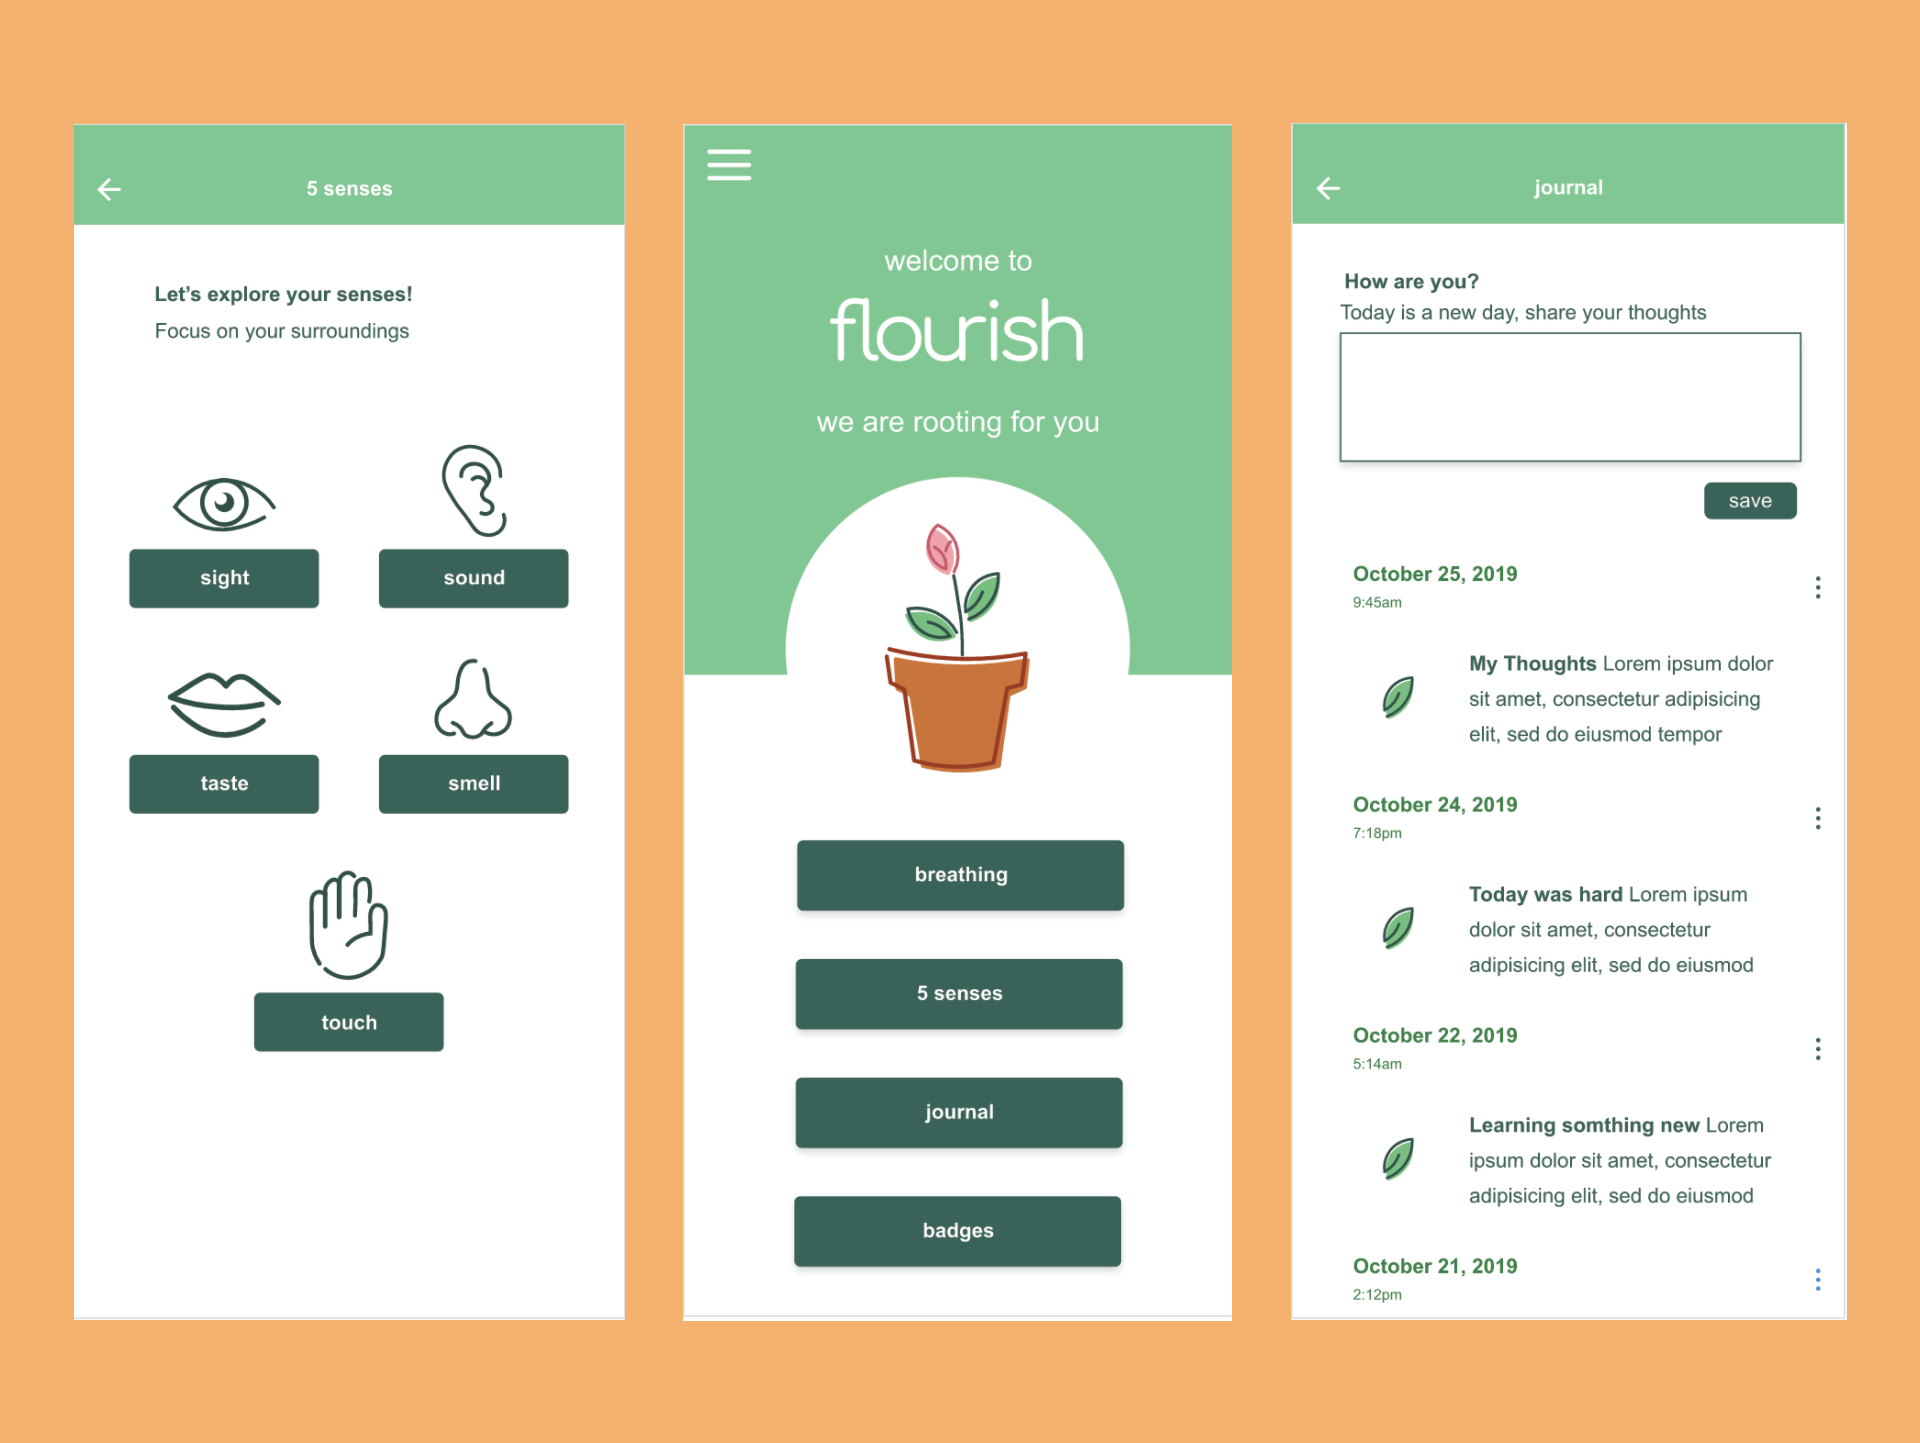 5 senses
Let's explore your senses!
Focus on your surroundings
sight
sound
taste
smell
touch
welcome to
flourish
we are rooting for you
breathing
5 senses
journal
badges
journal
How are you?
Today is a new day, share your thoughts
save
October 25, 2019
9:45am
My Thoughts Lorem ipsum dolor
sit amet, consectetur adipisicing
elit, sed do eiusmod tempor
October 24, 2019
7:18pm
Today was hard Lorem ipsum
dolor sit amet, consectetur
adipisicing elit, sed do eiusmod
October 22, 2019
5:14am
Learning somthing new Lorem
ipsum dolor sit amet, consectetur
adipisicing elit, sed do eiusmod
October 21, 2019
2:12pm